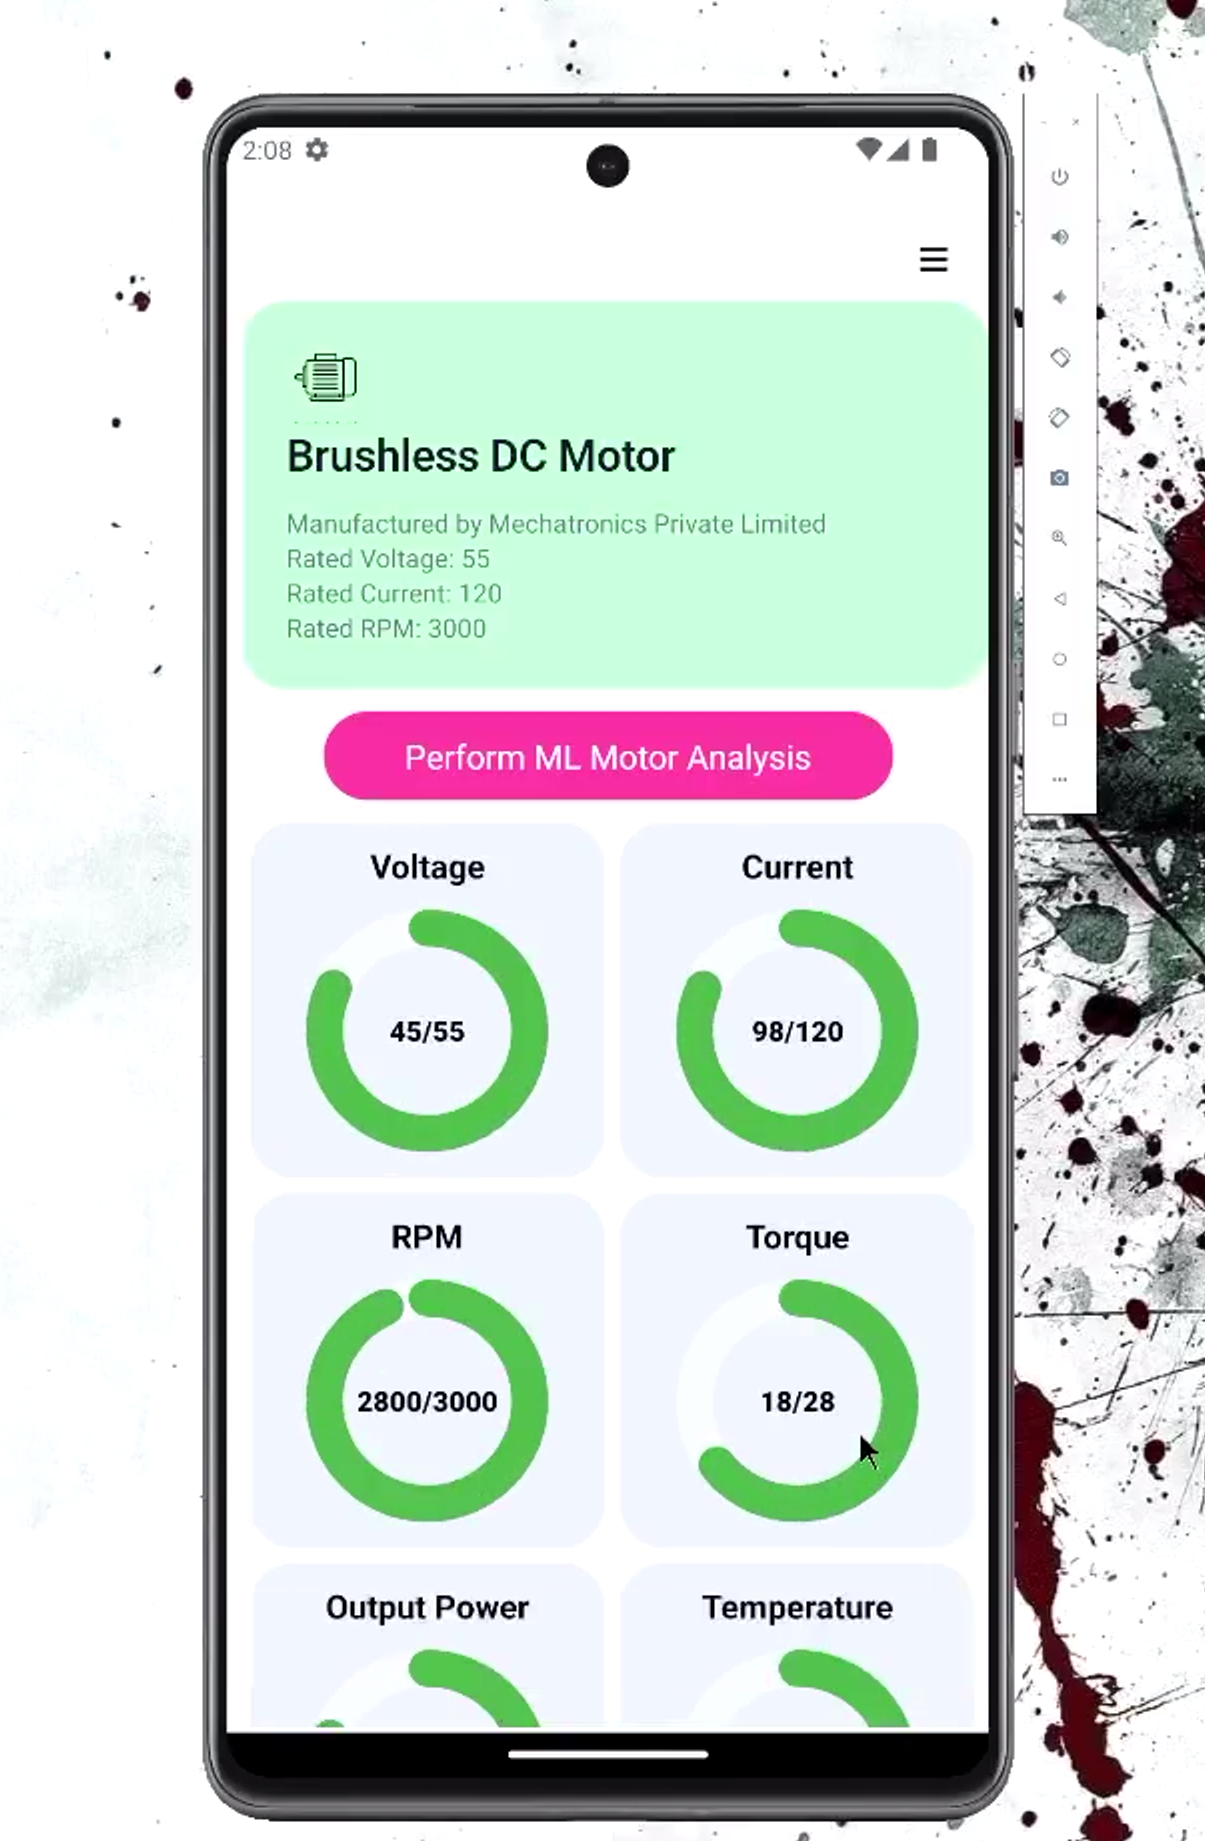 2:08
Brushless DC Motor
Manufactured by Mechatronics Private Limited
Rated Voltage: 55
Rated Current: 120
Rated RPM: 3000
Perform ML Motor Analysis
Voltage
Current
45/55
98/120
RPM
Torque
2800/3000
18/28
Output Power
Temperature